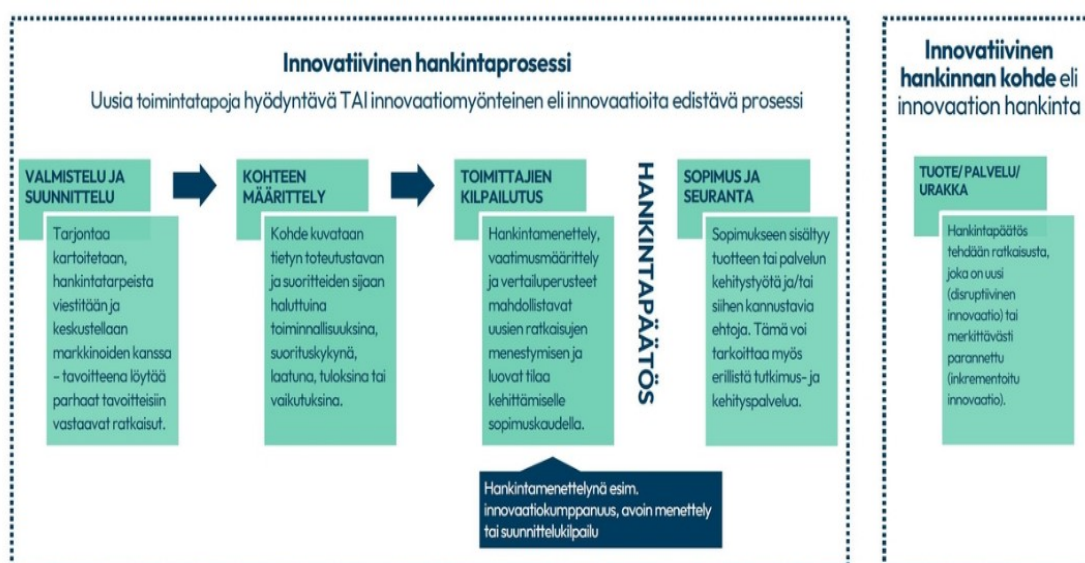 Innovatiivinen hankintaprosessi
Uusia toimintatapoja hyödyntävä TAI innovaatiomyönteinen eli innovaatioita edistävä prosessi
VALMISTELU JA
SUUNNITTELU
Tarjontaa
kartoitetaan,
hankintatarpeista
viestitään ja
keskustellaan
markkinoiden kanssa
– tavoitteena löytää
parhaat tavoitteisiin
vastaavat ratkaisut.
KOHTEEN
MÄÄRITTELY
Kohde kuvataan
tietyn toteutustavan
ja suoritteiden sijaan
haluttuina
toiminnallisuuksina,
suorituskykynä,
laatuna, tuloksina tai
vaikutuksina.
TOIMITTAJIEN
KILPAILUTUS
Hankintamenettely,
vaatimusmäärittely
ja vertailuperusteet
mahdollistavat
uusien ratkaisujen
menestymisen ja
luovat tilaa
kehittämiselle
sopimuskaudella.
Hankintamenettelynä esim.
innovaatiokumppanuus, avoin menettely
tai suunnittelukilpailu
HANKINTAPÄÄTÖS
SOPIMUS JA
SEURANTA
Sopimukseen sisältyy
tuotteen tai palvelun
kehitystyötä ja/tai
siihen kannustavia
ehtoja. Tämä voi
tarkoittaa myös
erillistä tutkimus- ja
kehityspalvelua.
Innovatiivinen
hankinnan kohde eli
innovaation hankinta
TUOTE/PALVELU/
URAKKA
Hankintapäätös
tehdään ratkaisusta,
joka on uusi
(disruptiivinen
innovaatio) tai
merkittävästi
parannettu
(inkrementoitu
innovaatio).